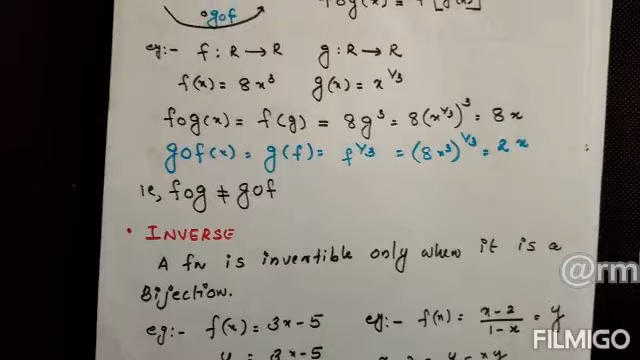 gof
fog(x) = f[g(x)]
eg:- f : R → R g : R → R
f(x) = 8x³ g(x) = x^1/3
fog(x) = f(g) = 8g³ = 8(x^1/3)³ = 8x
gof(x) = g(f) = f^1/3 = (8x³)^1/3 = 2x
ie, fog ≠ gof
• INVERSE
A fn is invertible only when it is a
Bijection.
eg:- f(x) = 3x-5 eg:- f(x) = x-2/1-x = y
y = 3x-5
@rm
FILMIGO